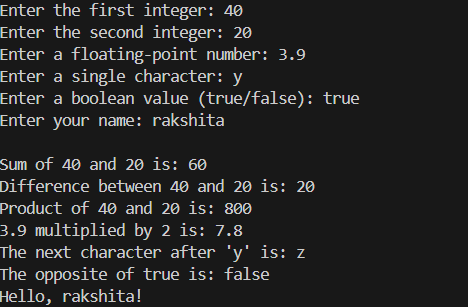 Enter the first integer: 40
Enter the second integer: 20
Enter a floating-point number: 3.9
Enter a single character: y
Enter a boolean value (true/false): true
Enter your name: rakshita
Sum of 40 and 20 is: 60
Difference between 40 and 20 is: 20
Product of 40 and 20 is: 800
3.9 multiplied by 2 is: 7.8
The next character after 'y' is: z
The opposite of true is: false
Hello, rakshita!